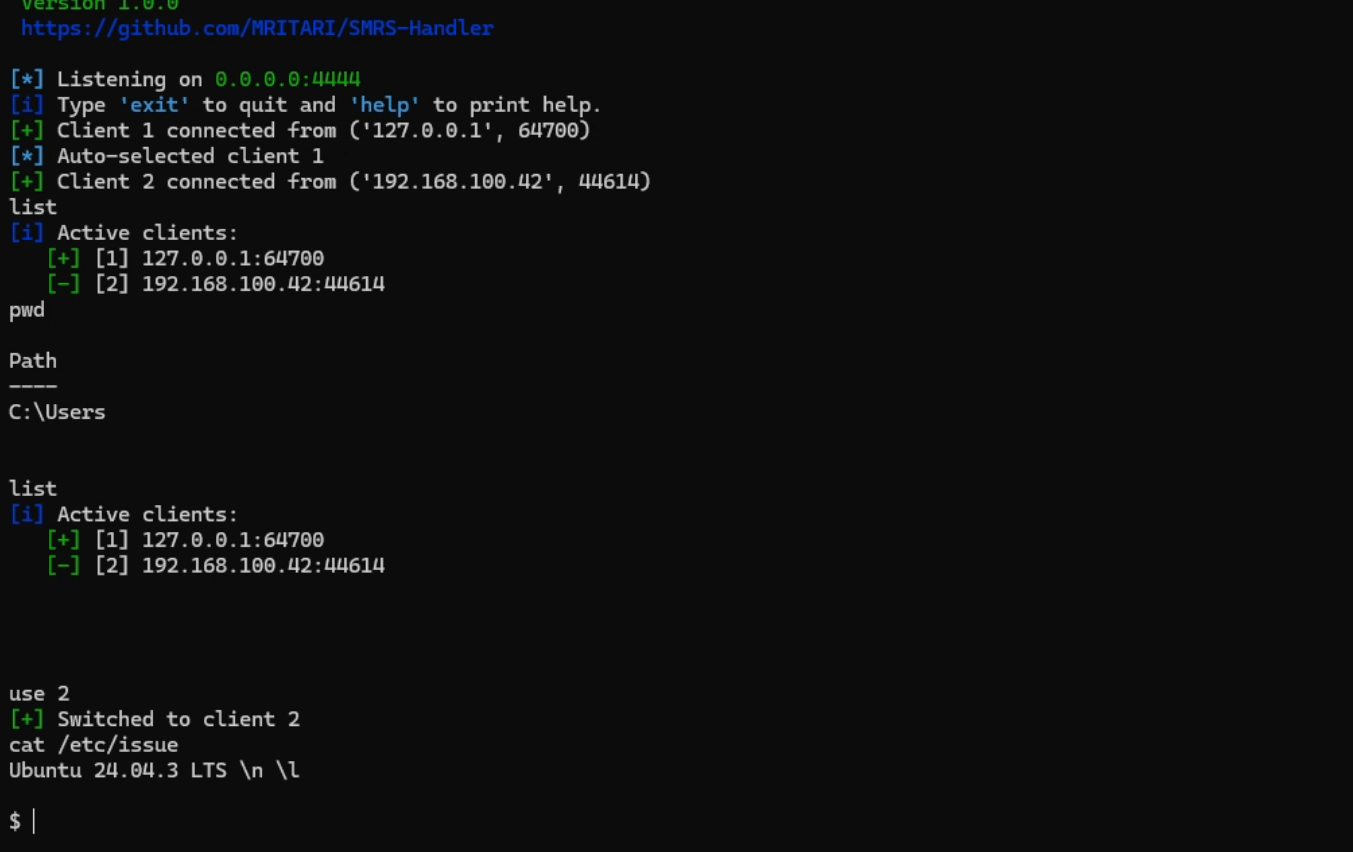 Version 1.0.0
https://github.com/MRITARI/SMRS-Handler
[*] Listening on 0.0.0.0:4444
[i] Type 'exit' to quit and 'help' to print help.
[+] Client 1 connected from ('127.0.0.1', 64700)
[*] Auto-selected client 1
[+] Client 2 connected from ('192.168.100.42', 44614)
list
[i] Active clients:
[+] [1] 127.0.0.1:64700
[-] [2] 192.168.100.42:44614
pwd
Path
----
C:\Users
list
[i] Active clients:
[+] [1] 127.0.0.1:64700
[-] [2] 192.168.100.42:44614
use 2
[+] Switched to client 2
cat /etc/issue
Ubuntu 24.04.3 LTS \n \l
$